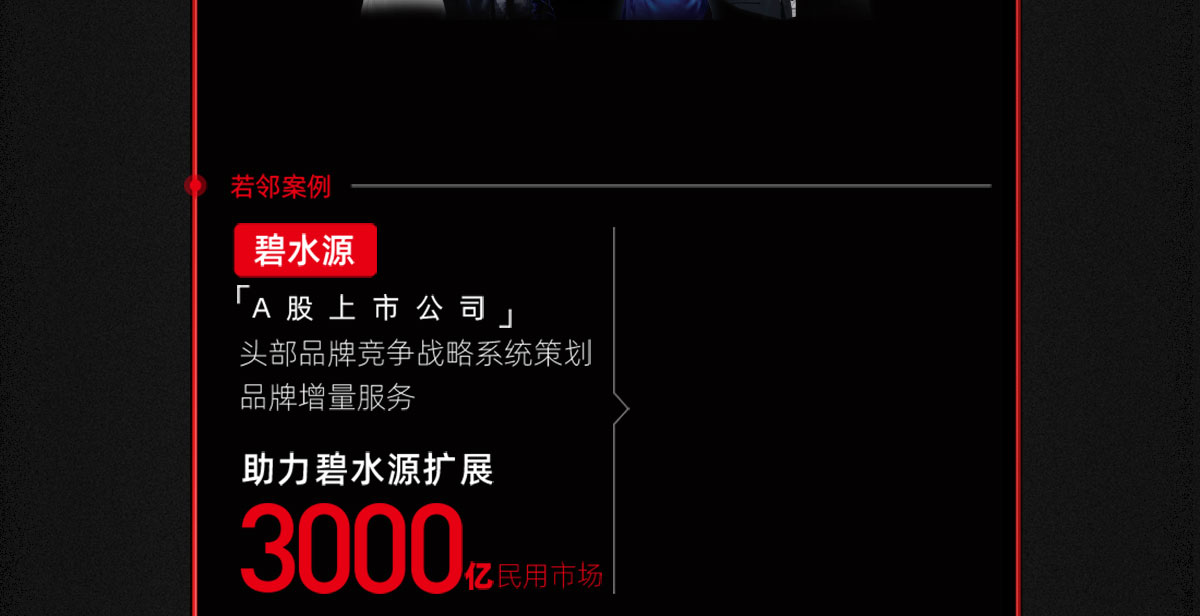 若邻案例
碧水源
「A股上市公司」
头部品牌竞争战略系统策划
品牌增量服务
助力碧水源扩展
3000亿民用市场